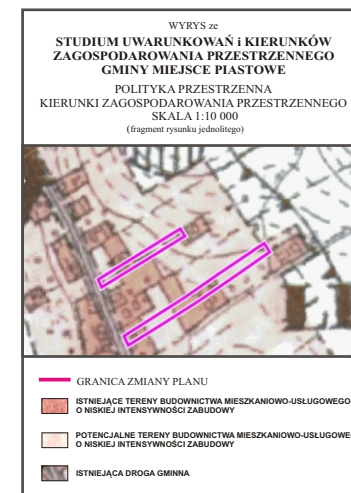 WYRYS ze
STUDIUM UWARUNKOWAŃ i KIERUNKÓW
ZAGOSPODAROWANIA PRZESTRZENNEGO
GMINY MIEJSCE PIASTOWE
POLITYKA PRZESTRZENNA
KIERUNKI ZAGOSPODAROWANIA PRZESTRZENNEGO
SKALA 1:10 000
(fragment rysunku jednolitego)
GRANICA ZMIANY PLANU
ISTNIEJĄCE TERENY BUDOWNICTWA MIESZKANIOWO-USŁUGOWEGO
O NISKIEJ INTENSYWNOŚCI ZABUDOWY
POTENCJALNE TERENY BUDOWNICTWA MIESZKANIOWO-USŁUGOWE
O NISKIEJ INTENSYWNOŚCI ZABUDOWY
ISTNIEJĄCA DROGA GMINNA